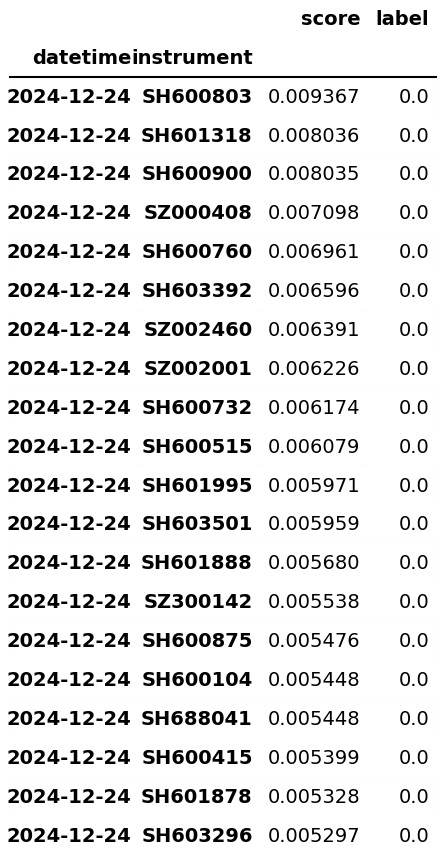 score label
datetime instrument
2024-12-24 SH600803 0.009367 0.0
2024-12-24 SH601318 0.008036 0.0
2024-12-24 SH600900 0.008035 0.0
2024-12-24 SZ000408 0.007098 0.0
2024-12-24 SH600760 0.006961 0.0
2024-12-24 SH603392 0.006596 0.0
2024-12-24 SZ002460 0.006391 0.0
2024-12-24 SZ002001 0.006226 0.0
2024-12-24 SH600732 0.006174 0.0
2024-12-24 SH600515 0.006079 0.0
2024-12-24 SH601995 0.005971 0.0
2024-12-24 SH603501 0.005959 0.0
2024-12-24 SH601888 0.005680 0.0
2024-12-24 SZ300142 0.005538 0.0
2024-12-24 SH600875 0.005476 0.0
2024-12-24 SH600104 0.005448 0.0
2024-12-24 SH688041 0.005448 0.0
2024-12-24 SH600415 0.005399 0.0
2024-12-24 SH601878 0.005328 0.0
2024-12-24 SH603296 0.005297 0.0